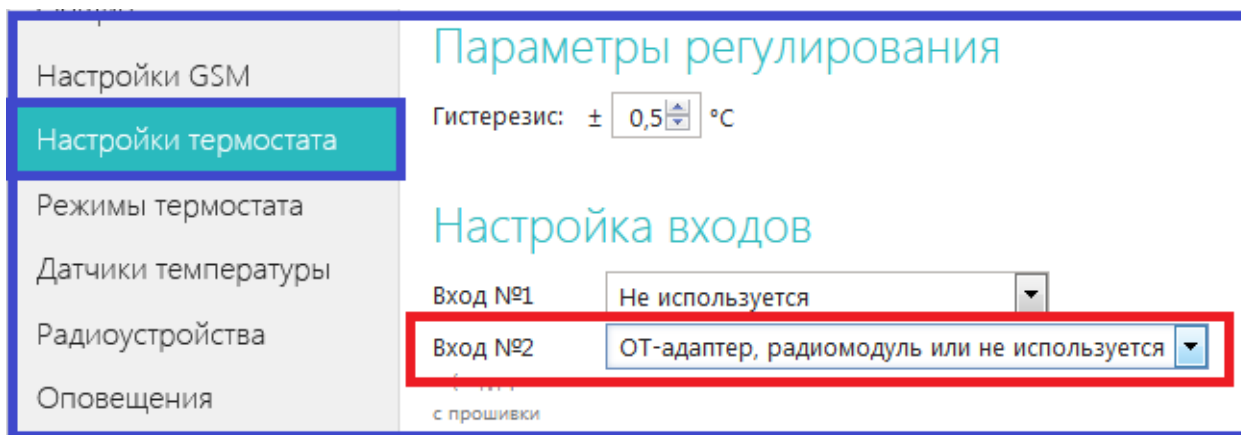 Настройки GSM
Настройки термостата
Режимы термостата
Датчики температуры
Радиоустройства
Оповещения
Параметры регулирования
Гистерезис: ± 0,5 °C
Настройка входов
Вход №1 Не используется
Вход №2 ОТ-адаптер, радиомодуль или не используется
с прошивки